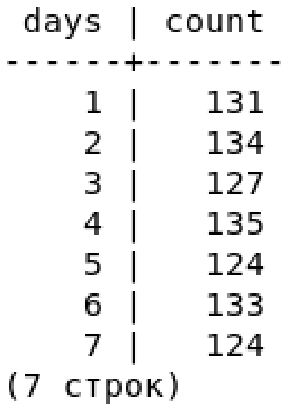 days | count
------+-------
    1 |   131
    2 |   134
    3 |   127
    4 |   135
    5 |   124
    6 |   133
    7 |   124
(7 строк)